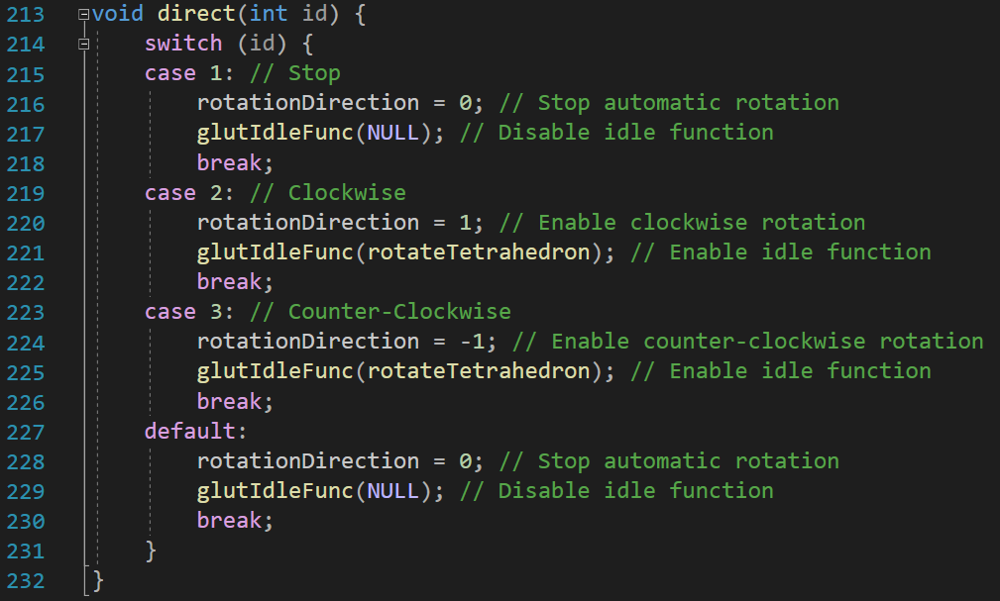 213 void direct(int id) {
214     switch (id) {
215     case 1: // Stop
216         rotationDirection = 0; // Stop automatic rotation
217         glutIdleFunc(NULL); // Disable idle function
218         break;
219     case 2: // Clockwise
220         rotationDirection = 1; // Enable clockwise rotation
221         glutIdleFunc(rotateTetrahedron); // Enable idle function
222         break;
223     case 3: // Counter-Clockwise
224         rotationDirection = -1; // Enable counter-clockwise rotation
225         glutIdleFunc(rotateTetrahedron); // Enable idle function
226         break;
227     default:
228         rotationDirection = 0; // Stop automatic rotation
229         glutIdleFunc(NULL); // Disable idle function
230         break;
231     }
232 }